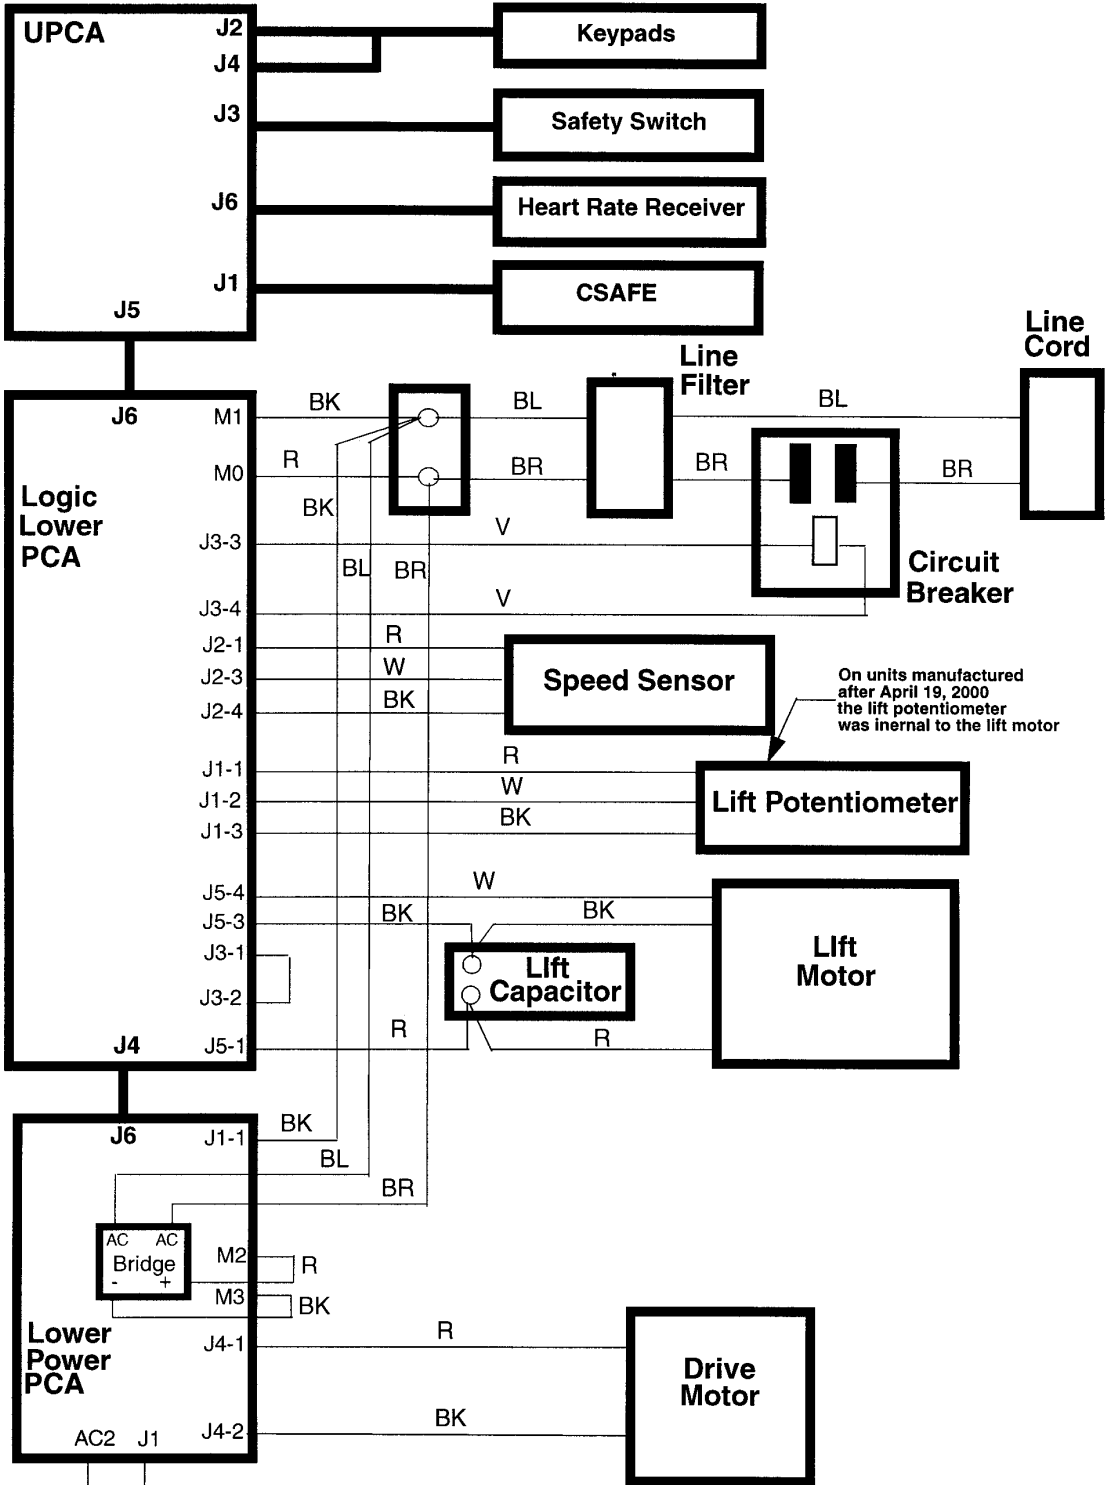 UPCA
J2
Keypads
J4
J3
Safety Switch
J6
Heart Rate Receiver
J1
CSAFE
J5
Line
Cord
Line
Filter
J6
M1
BK
BL
BL
M0
R
BR
BR
BR
Logic
Lower
PCA
BK
J3-3
V
BL
BR
Circuit
Breaker
J3-4
V
J2-1
R
J2-3
W
J2-4
BK
Speed Sensor
On units manufactured
after April 19, 2000
the lift potentiometer
was inernal to the lift motor
J1-1
R
J1-2
W
J1-3
BK
Lift Potentiometer
J5-4
W
J5-3
BK
BK
J3-1
J3-2
LIft
Capacitor
LIft
Motor
J4
J5-1
R
R
J6
J1-1
BK
BL
BR
AC AC
Bridge
- +
M2
R
M3
BK
Lower
Power
PCA
J4-1
R
Drive
Motor
J4-2
BK
AC2 J1